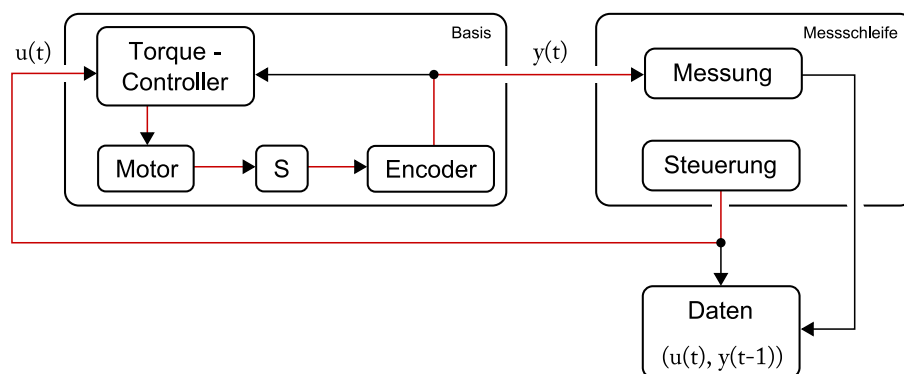 u(t)
Basis
Torque -
Controller
Motor
S
Encoder
y(t)
Messschleife
Messung
Steuerung
Daten
(u(t), y(t-1))